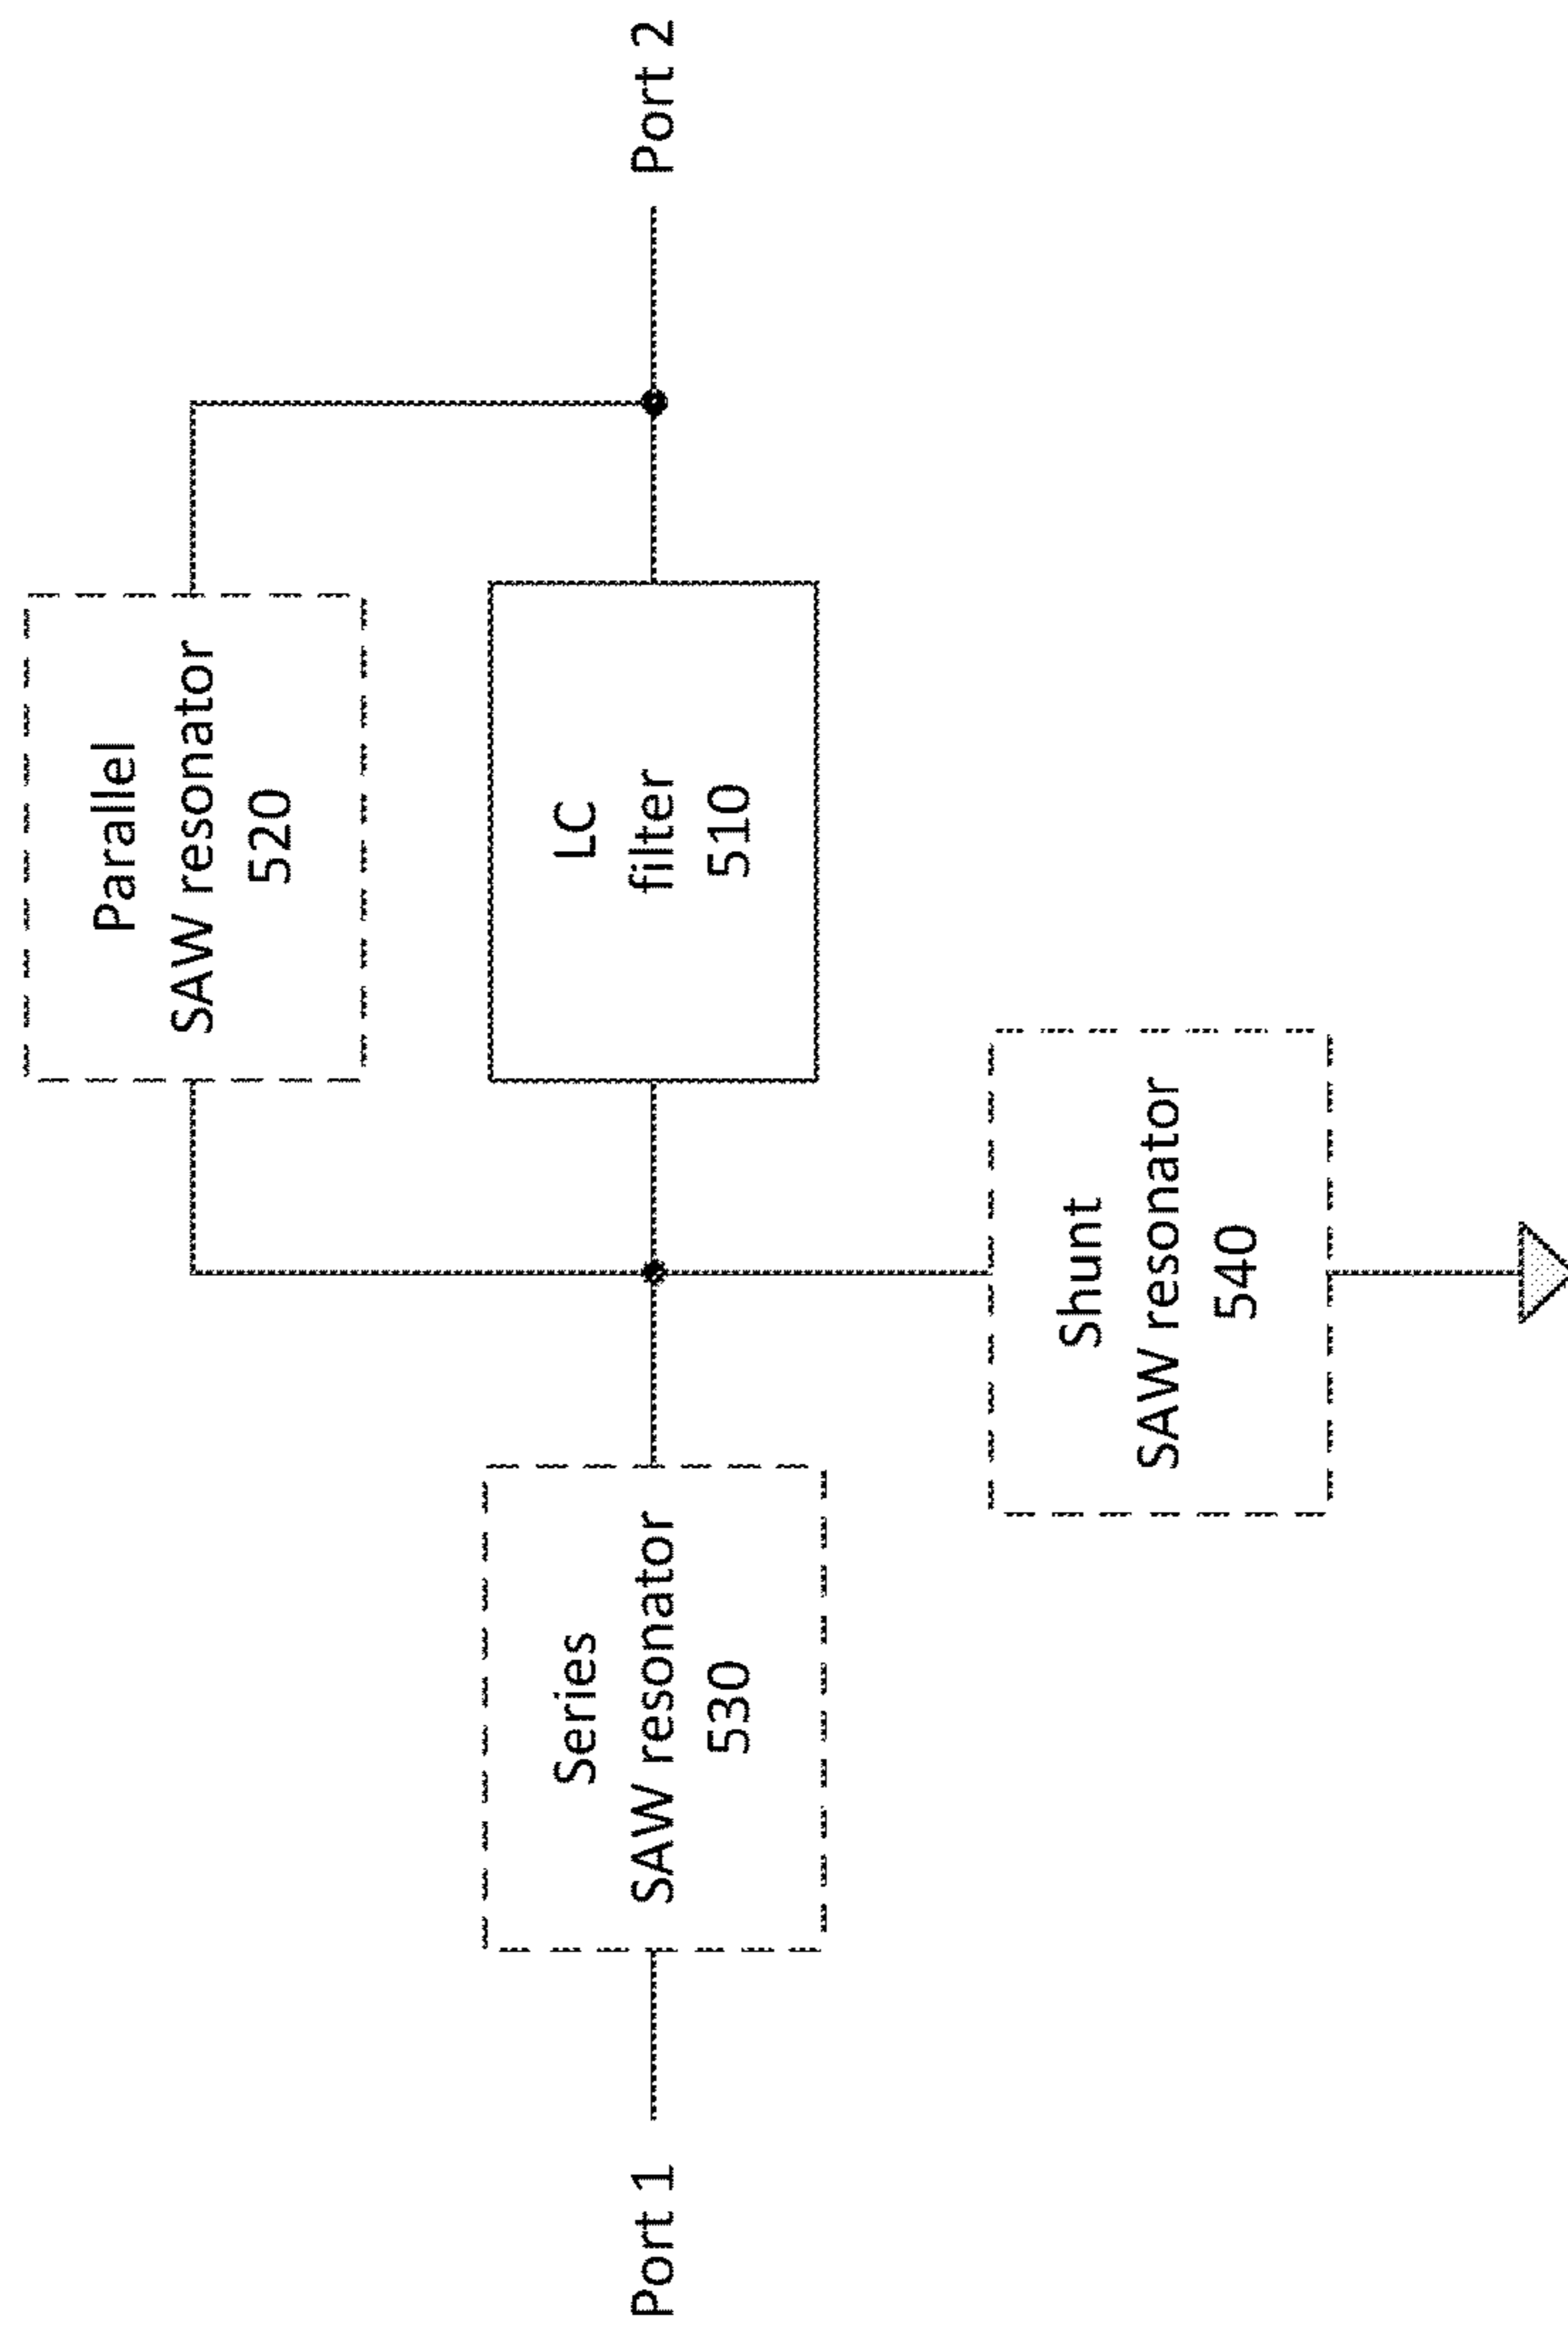 Parallel
SAW resonator
520
Port 1
Series
SAW resonator
530
LC
filter
510
Port 2
Shunt
SAW resonator
540